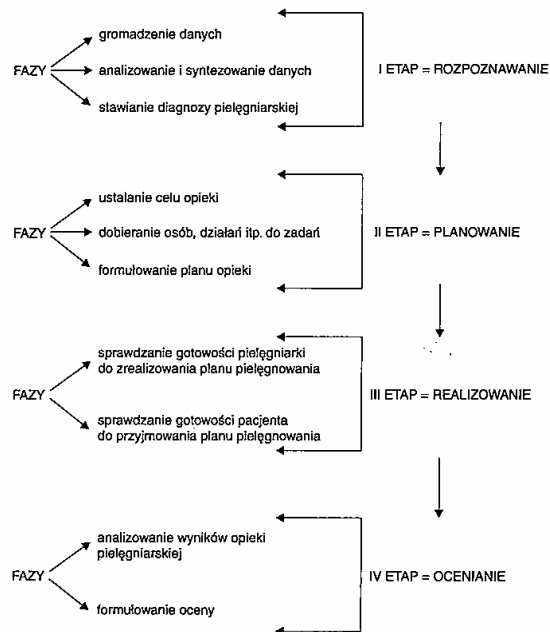 gromadzenie danych
FAZY
analizowanie i syntezowanie danych
I ETAP = ROZPOZNAWANIE
stawianie diagnozy pielęgniarskiej
ustalanie celu opieki
FAZY
dobieranie osób, działań itp. do zadań
II ETAP = PLANOWANIE
formułowanie planu opieki
sprawdzanie gotowości pielęgniarki
do zrealizowania planu pielęgnowania
FAZY
III ETAP = REALIZOWANIE
sprawdzanie gotowości pacjenta
do przyjmowania planu pielęgnowania
analizowanie wyników opieki
pielęgniarskiej
FAZY
IV ETAP = OCENIANIE
formułowanie oceny